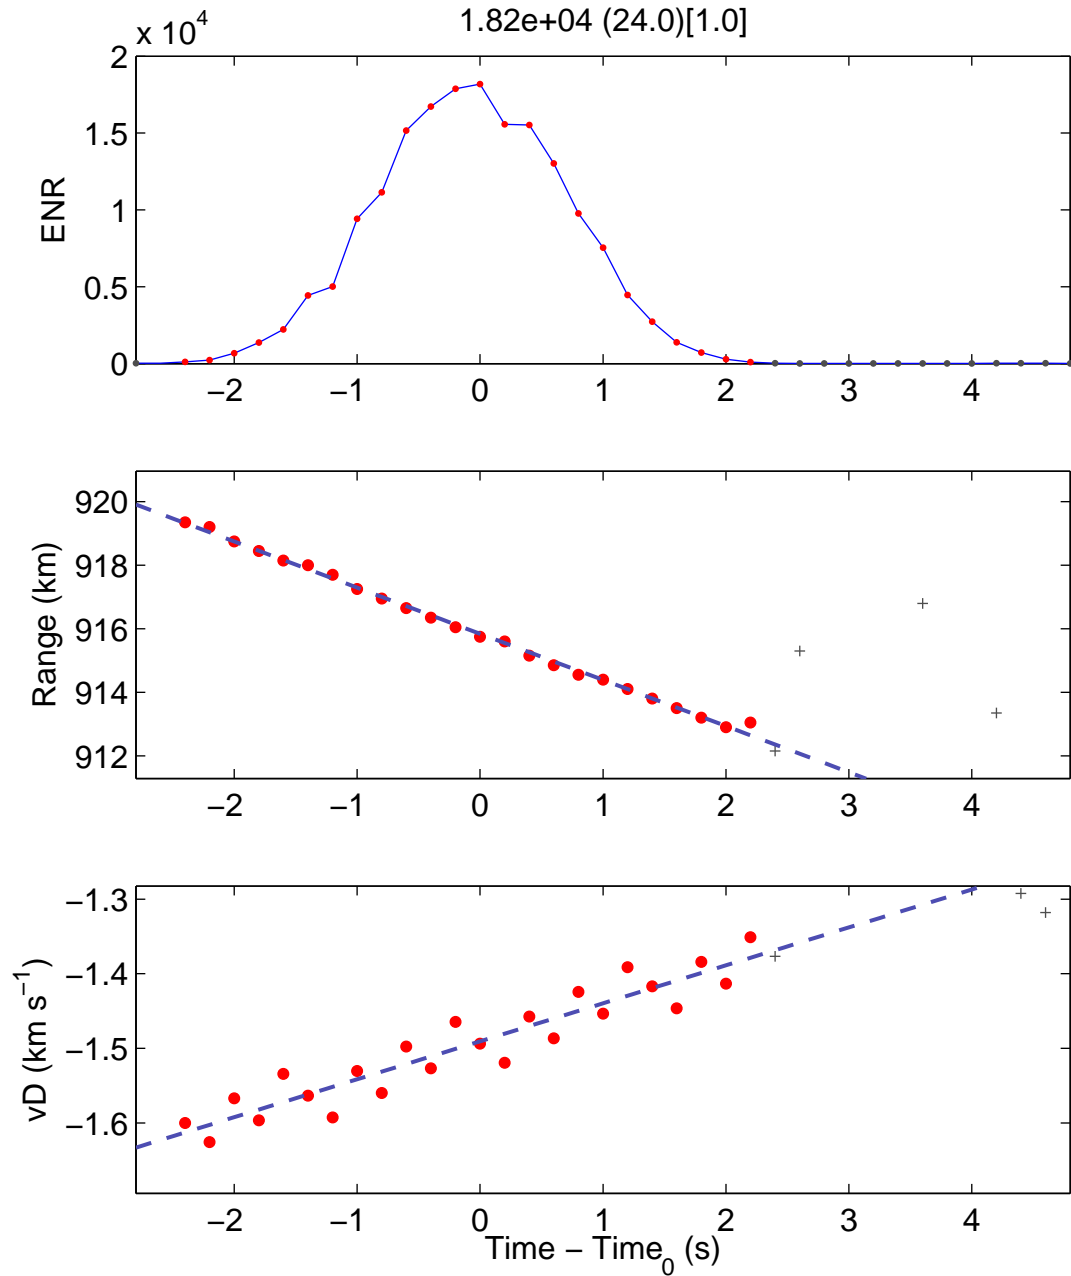 1.82e+04 (24.0)[1.0]
x 10^4
2
1.5
1
0.5
0
ENR
−2 −1 0 1 2 3 4
920
918
916
914
912
Range (km)
−2 −1 0 1 2 3 4
−1.3
−1.4
−1.5
−1.6
vD (km s^−1)
−2 −1 0 1 2 3 4
Time − Time_0 (s)